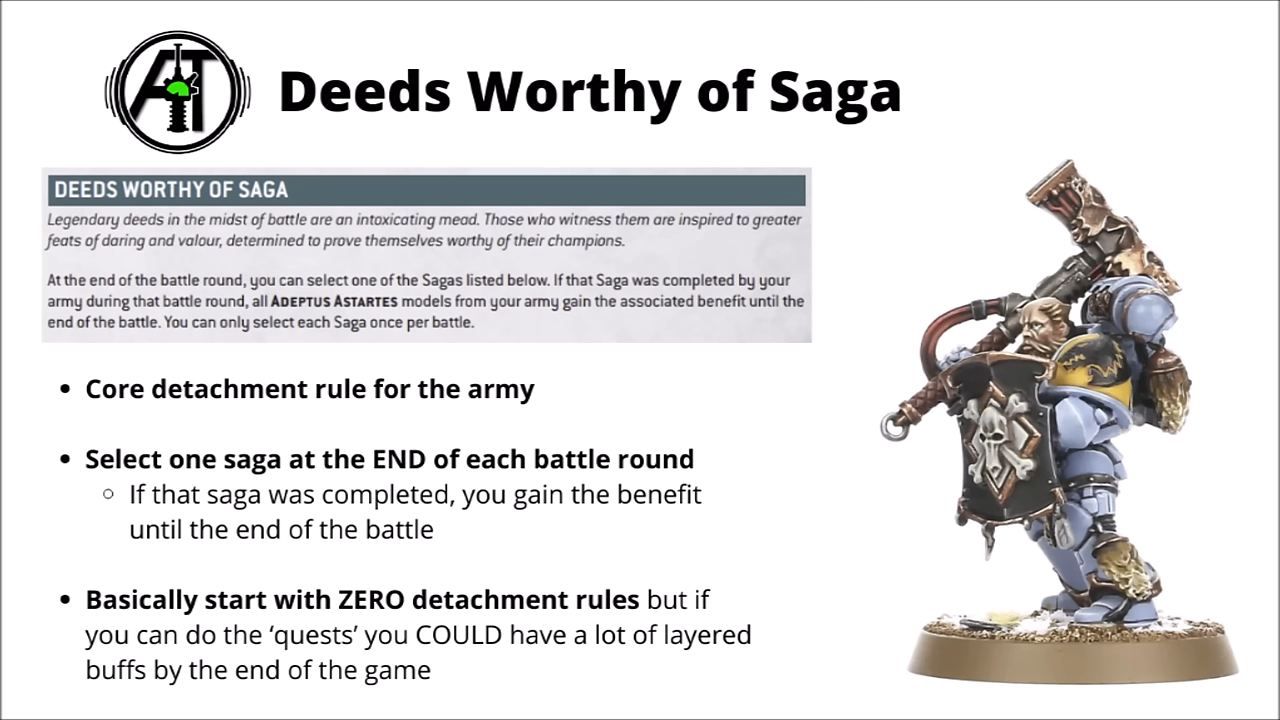 AT
Deeds Worthy of Saga
DEEDS WORTHY OF SAGA
Legendary deeds in the midst of battle are an intoxicating mead. Those who witness them are inspired to greater
feats of daring and valour, determined to prove themselves worthy of their champions.
At the end of the battle round, you can select one of the Sagas listed below. If that Saga was completed by your
army during that battle round, all ADEPTUS ASTARTES models from your army gain the associated benefit until the
end of the battle. You can only select each Saga once per battle.
• Core detachment rule for the army
• Select one saga at the END of each battle round
○ If that saga was completed, you gain the benefit
until the end of the battle
• Basically start with ZERO detachment rules but if
you can do the ‘quests’ you COULD have a lot of layered
buffs by the end of the game